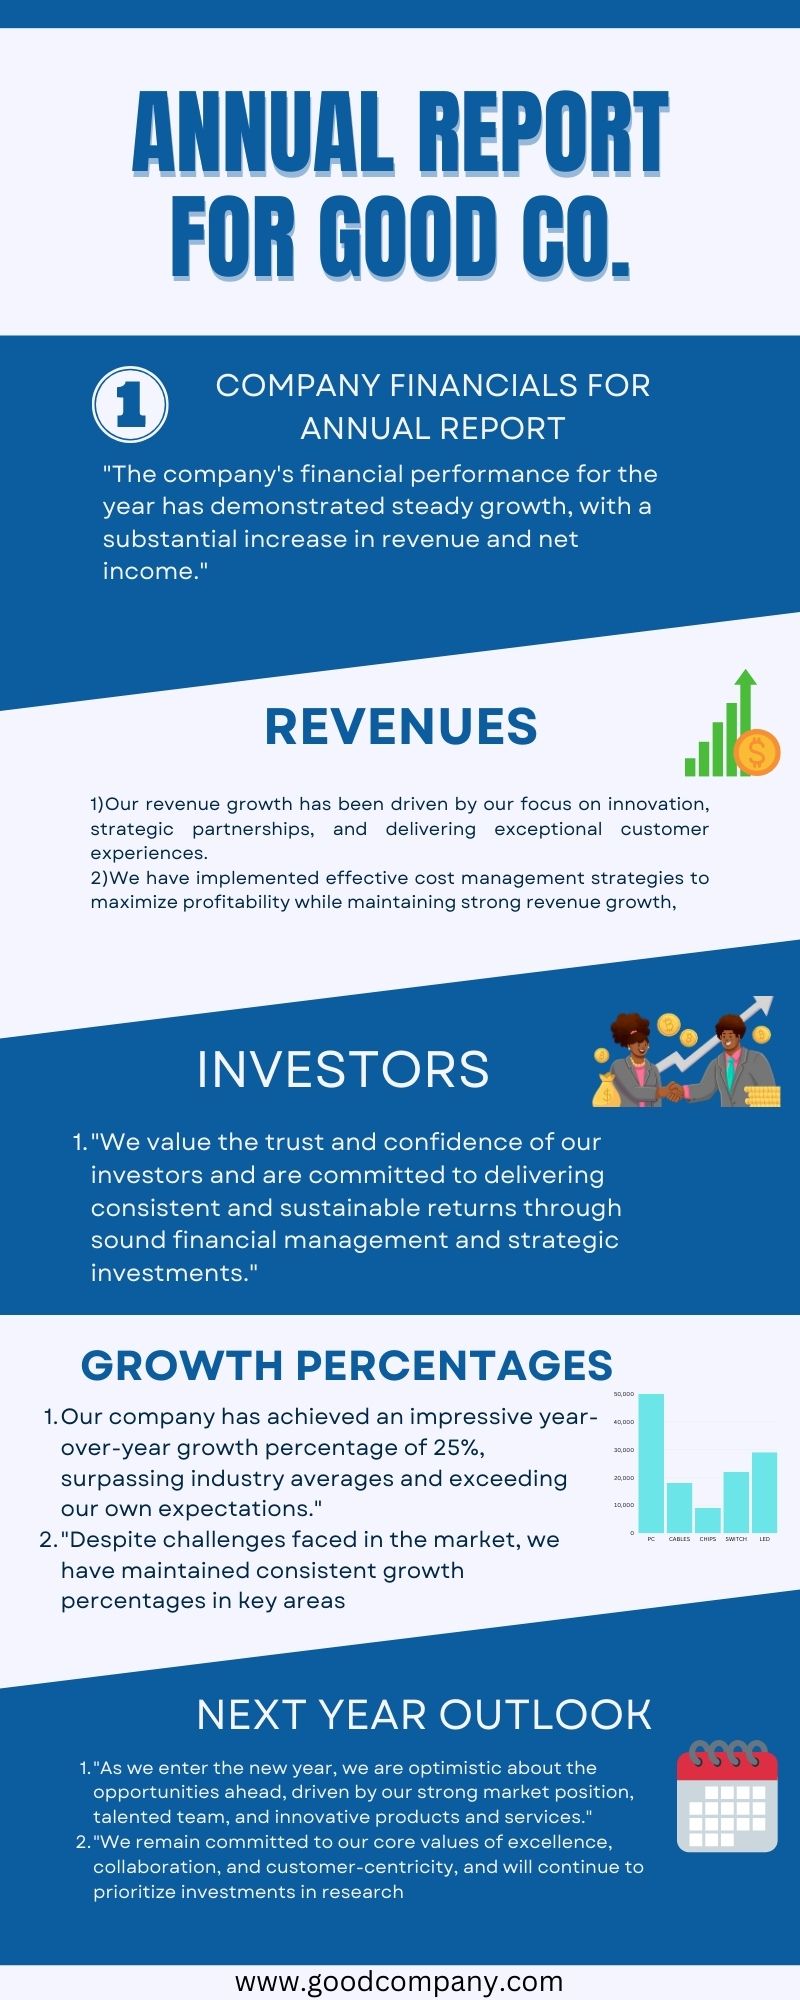 ANNUAL REPORT
FOR GOOD CO.
1
COMPANY FINANCIALS FOR
ANNUAL REPORT
"The company's financial performance for the
year has demonstrated steady growth, with a
substantial increase in revenue and net
income."
REVENUES
$
1)Our revenue growth has been driven by our focus on innovation,
strategic partnerships, and delivering exceptional customer
experiences.
2)We have implemented effective cost management strategies to
maximize profitability while maintaining strong revenue growth,
INVESTORS
1."We value the trust and confidence of our
investors and are committed to delivering
consistent and sustainable returns through
sound financial management and strategic
investments."
GROWTH PERCENTAGES
1.Our company has achieved an impressive year-
over-year growth percentage of 25%,
surpassing industry averages and exceeding
our own expectations."
2."Despite challenges faced in the market, we
have maintained consistent growth
percentages in key areas
50,000
40,000
30,000
20,000
10,000
0
PC CABLES CHIPS SWITCH LED
NEXT YEAR OUTLOOK
1."As we enter the new year, we are optimistic about the
opportunities ahead, driven by our strong market position,
talented team, and innovative products and services."
2."We remain committed to our core values of excellence,
collaboration, and customer-centricity, and will continue to
prioritize investments in research
www.goodcompany.com